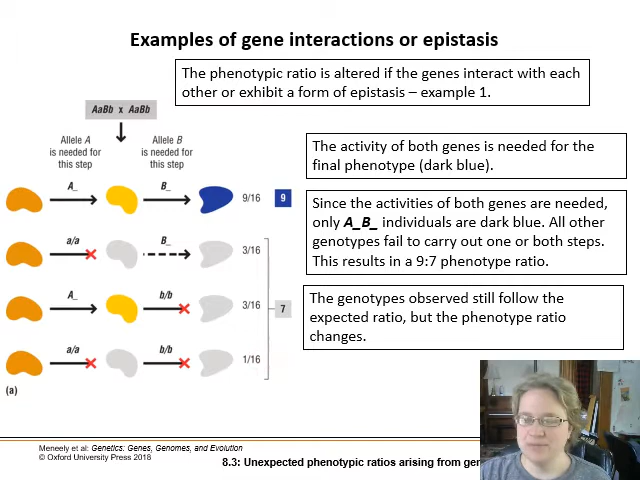 Examples of gene interactions or epistasis
The phenotypic ratio is altered if the genes interact with each
other or exhibit a form of epistasis – example 1.
AaBb x AaBb
Allele A
is needed for
this step
Allele B
is needed for
this step
The activity of both genes is needed for the
final phenotype (dark blue).
A_ B_ 9/16 9
Since the activities of both genes are needed,
only A_B_ individuals are dark blue. All other
genotypes fail to carry out one or both steps.
This results in a 9:7 phenotype ratio.
a/a B_ 3/16
A_ b/b 3/16 7
a/a b/b 1/16
The genotypes observed still follow the
expected ratio, but the phenotype ratio
changes.
(a)
Meneely et al: Genetics: Genes, Genomes, and Evolution
© Oxford University Press 2018
8.3: Unexpected phenotypic ratios arising from